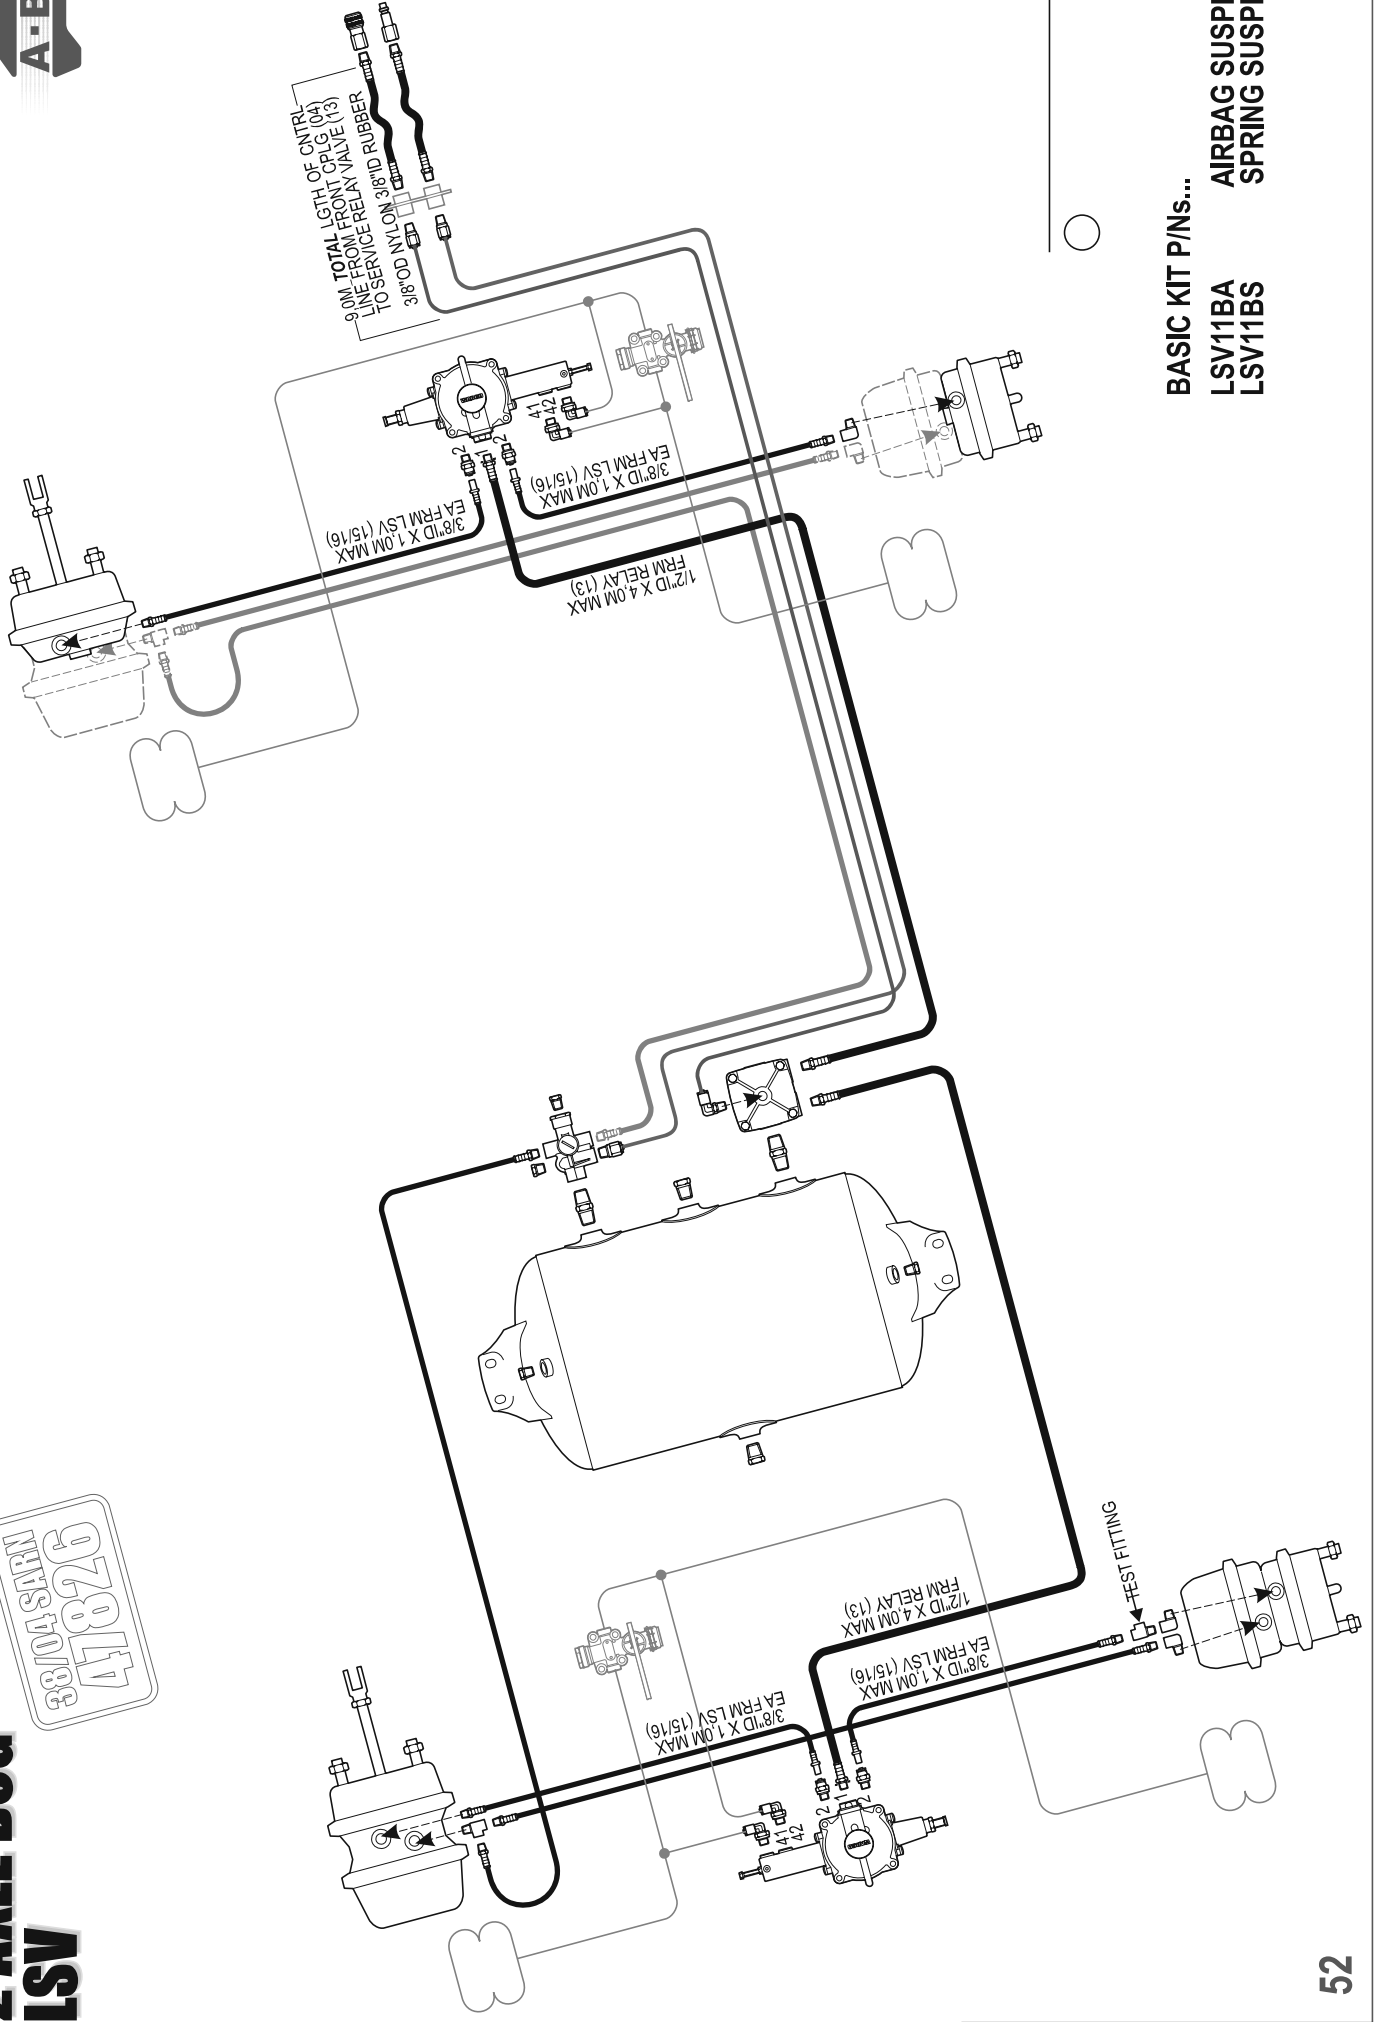 A·B
LSV
38/04 SARN
47826
9,0M TOTAL LGTH OF CNTRL
LINE FROM FRONT CPLG (04)
TO SERVICE RELAY VALVE (13)
3/8"OD NYLON 3/8"ID RUBBER
2
1
2
41
42
3/8"ID X 1,0M MAX
EA FRM LSV (15/16)
3/8"ID X 1,0M MAX
EA FRM LSV (15/16)
1/2"ID X 4,0M MAX
FRM RELAY (13)
BASIC KIT P/Ns...
LSV11BA AIRBAG
LSV11BS SPRING
TEST FITTING
1/2"ID X 4,0M MAX
FRM RELAY (13)
3/8"ID X 1,0M MAX
EA FRM LSV (15/16)
3/8"ID X 1,0M MAX
EA FRM LSV (15/16)
2
1
2
41
42
52